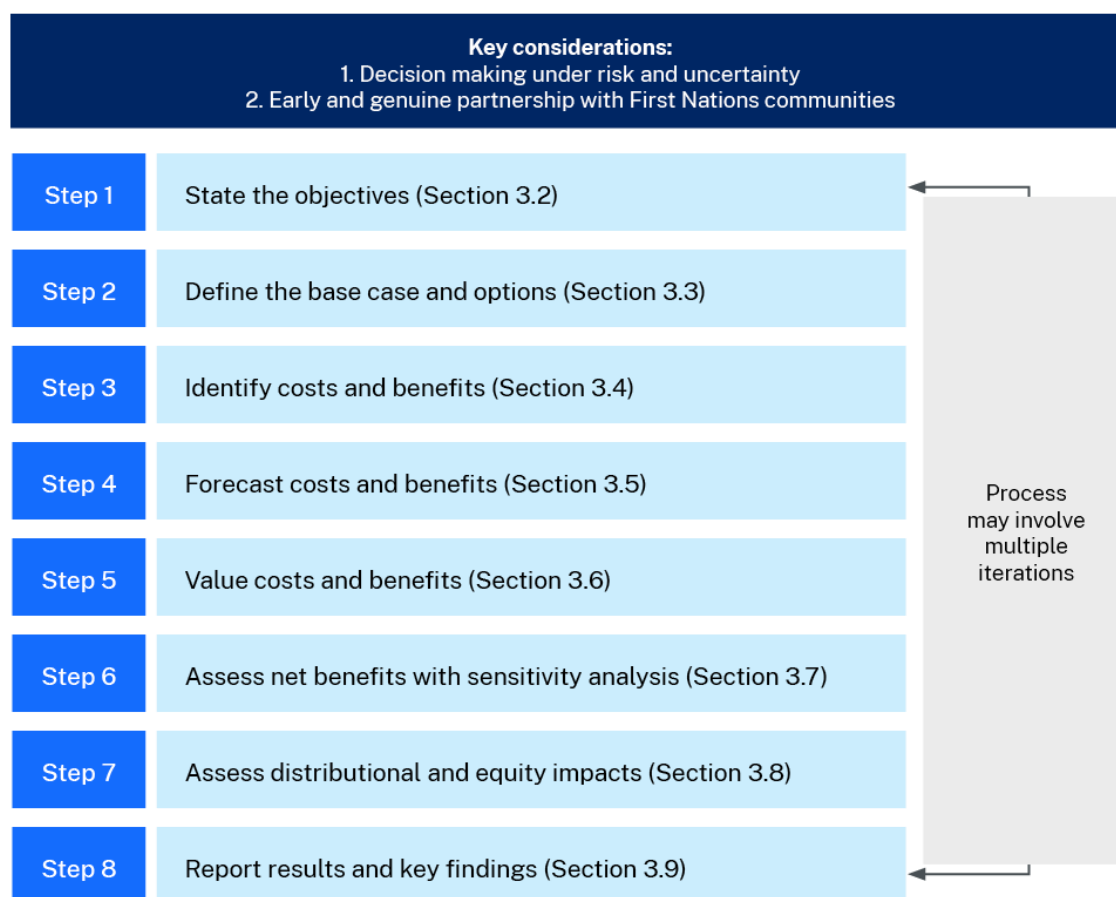 Key considerations:
1. Decision making under risk and uncertainty
2. Early and genuine partnership with First Nations communities
Step 1
State the objectives (Section 3.2)
Step 2
Define the base case and options (Section 3.3)
Step 3
Identify costs and benefits (Section 3.4)
Step 4
Forecast costs and benefits (Section 3.5)
Step 5
Value costs and benefits (Section 3.6)
Step 6
Assess net benefits with sensitivity analysis (Section 3.7)
Step 7
Assess distributional and equity impacts (Section 3.8)
Step 8
Report results and key findings (Section 3.9)
Process
may involve
multiple
iterations